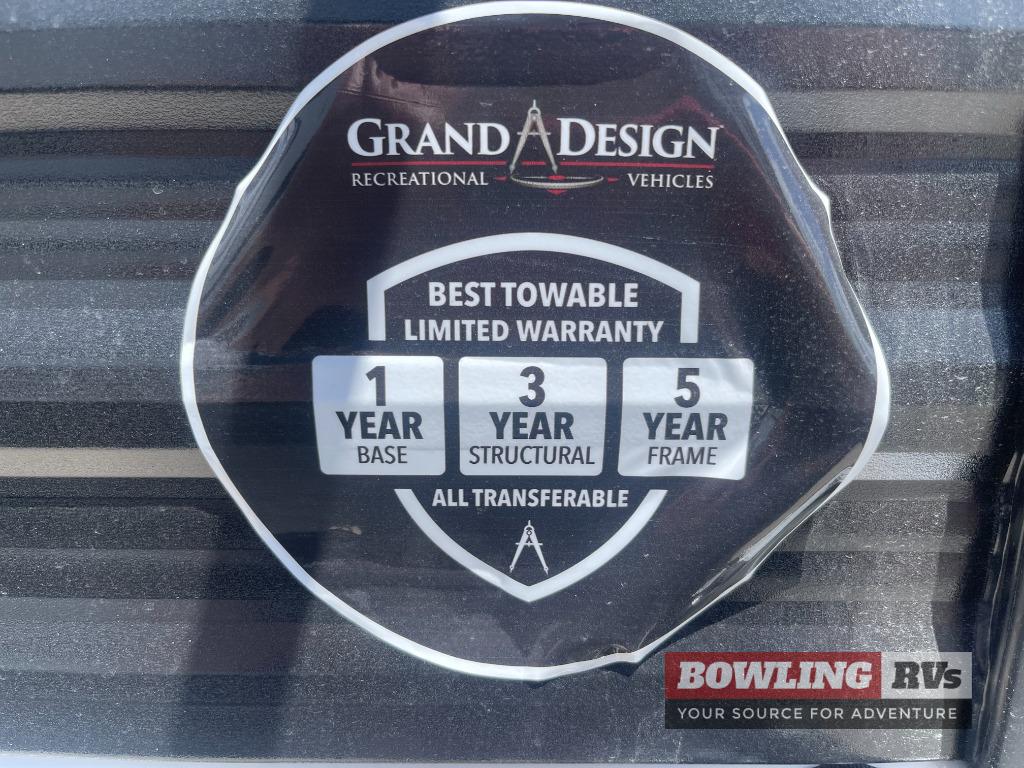 GRAND DESIGN
RECREATIONAL VEHICLES
BEST TOWABLE
LIMITED WARRANTY
1 YEAR BASE
3 YEAR STRUCTURAL
5 YEAR FRAME
ALL TRANSFERABLE
BOWLING RVs
YOUR SOURCE FOR ADVENTURE